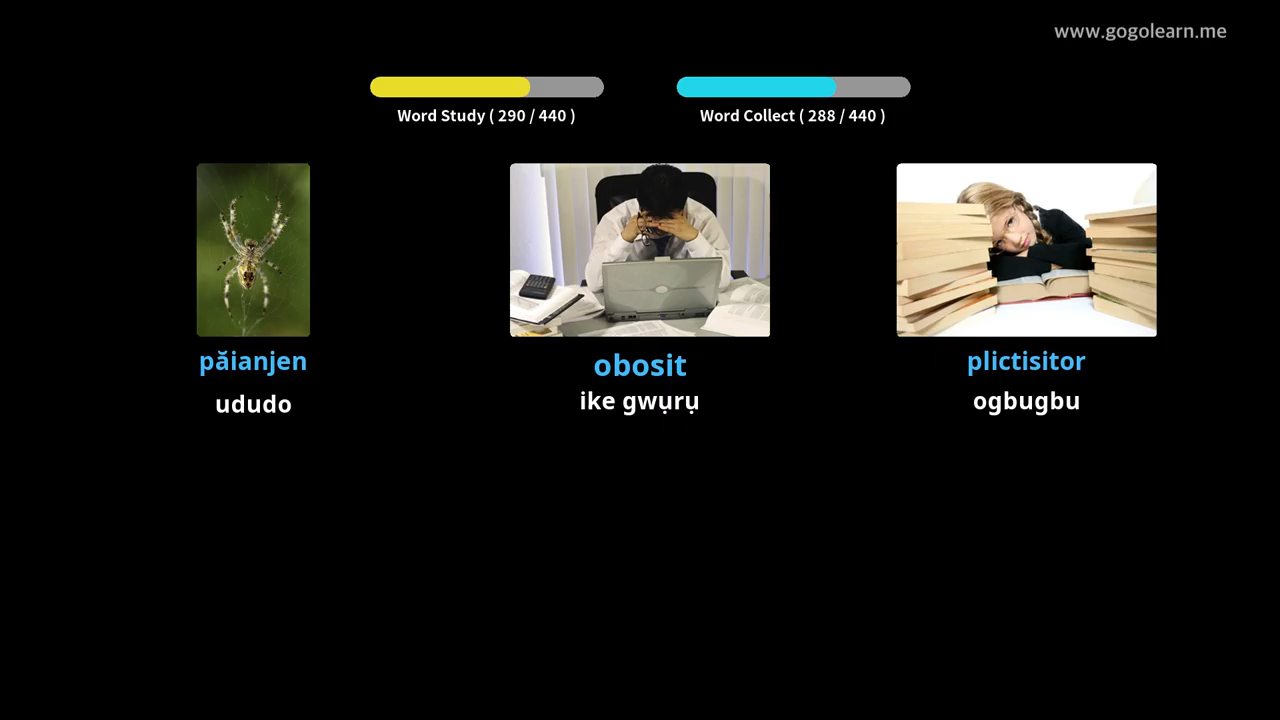 www.gogolearn.me
Word Study ( 290 / 440 )
Word Collect ( 288 / 440 )
păianjen
obosit
plictisitor
ududo
ike gwụrụ
ogbugbu